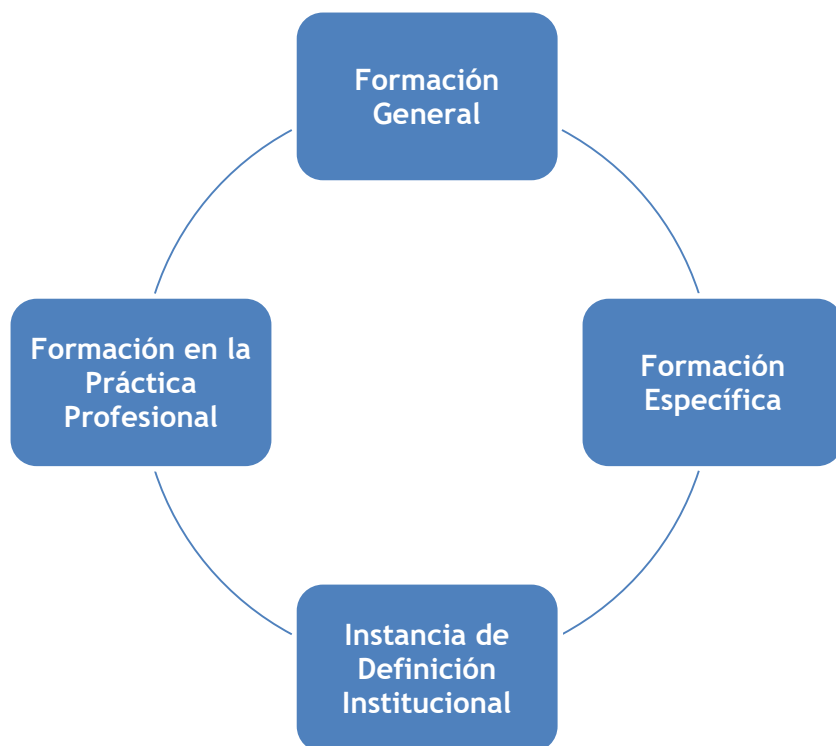 Formación
General
Formación en la
Práctica
Profesional
Formación
Específica
Instancia de
Definición
Institucional